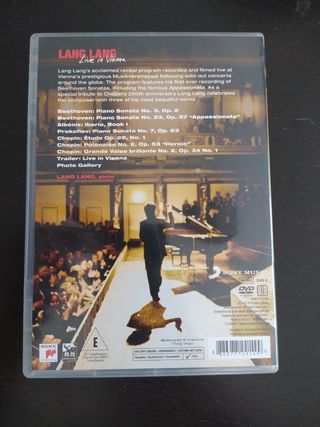 LANG LANG
Live in Vienna
Lang Lang's acclaimed recital program recorded and filmed live at
Vienna's prestigious Musikvereinsaal following sold-out concerts
around the globe. The program features his first ever recording of
Beethoven Sonatas, including the famous Appassionata. As a
special tribute to Chopin's 200th anniversary Lang Lang celebrates
the composer with three of his most beautiful works.
Beethoven: Piano Sonata No. 3, Op. 2
Beethoven: Piano Sonata No. 23, Op. 57 "Appassionata"
Albéniz: Iberia, Book I
Prokofiev: Piano Sonata No. 7, Op. 83
Chopin: Étude Op. 25, No. 1
Chopin: Polonaise No. 6, Op. 53 "Heroic"
Chopin: Grande Valse brillante No. 2, Op. 34 No. 1
Trailer: Live in Vienna
Photo Gallery
LANG LANG, piano
SONY MUSIC
SONY
E
DVD